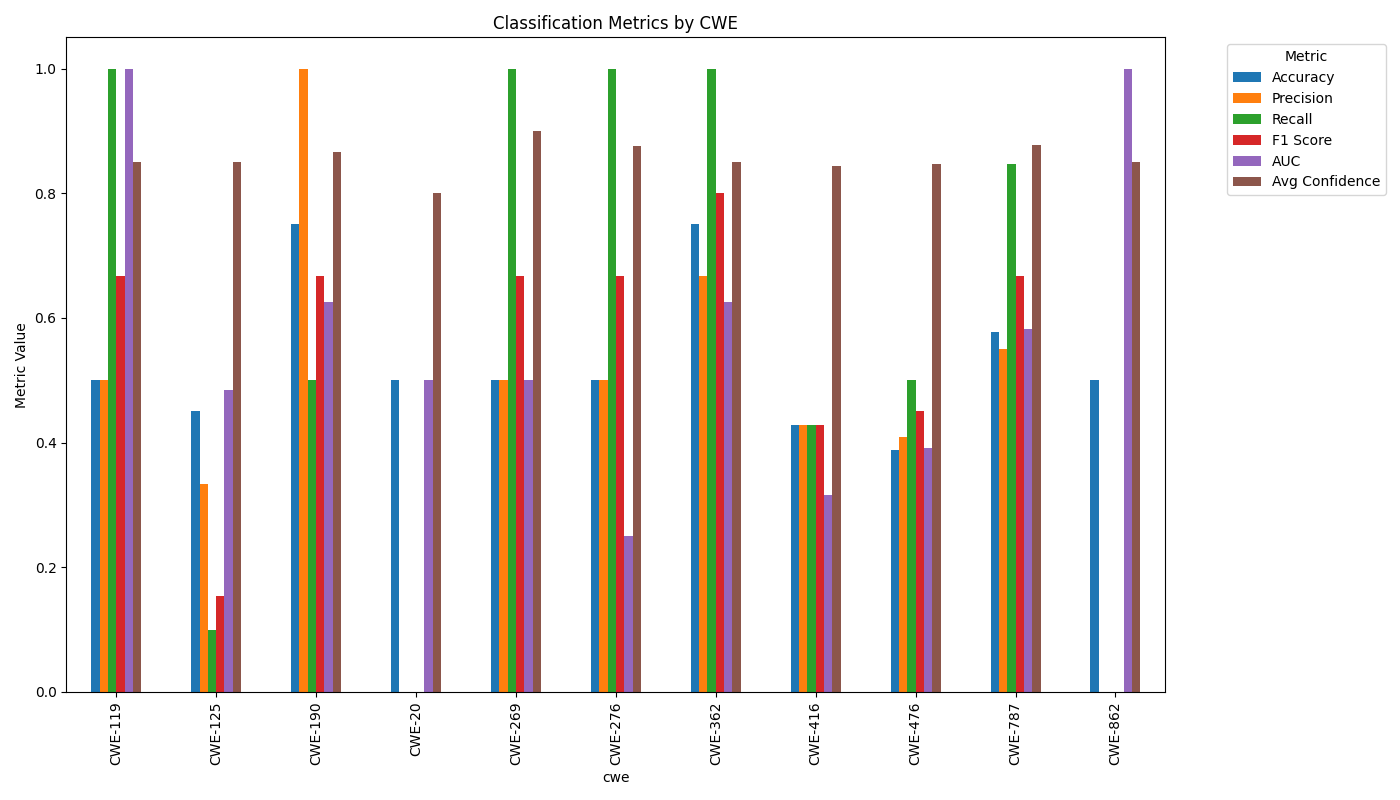 Classification Metrics by CWE
Metric
Accuracy
Precision
Recall
F1 Score
AUC
Avg Confidence
Metric Value
1.0
0.8
0.6
0.4
0.2
0.0
CWE-119
CWE-125
CWE-190
CWE-20
CWE-269
CWE-276
CWE-362
CWE-416
CWE-476
CWE-787
CWE-862
cwe